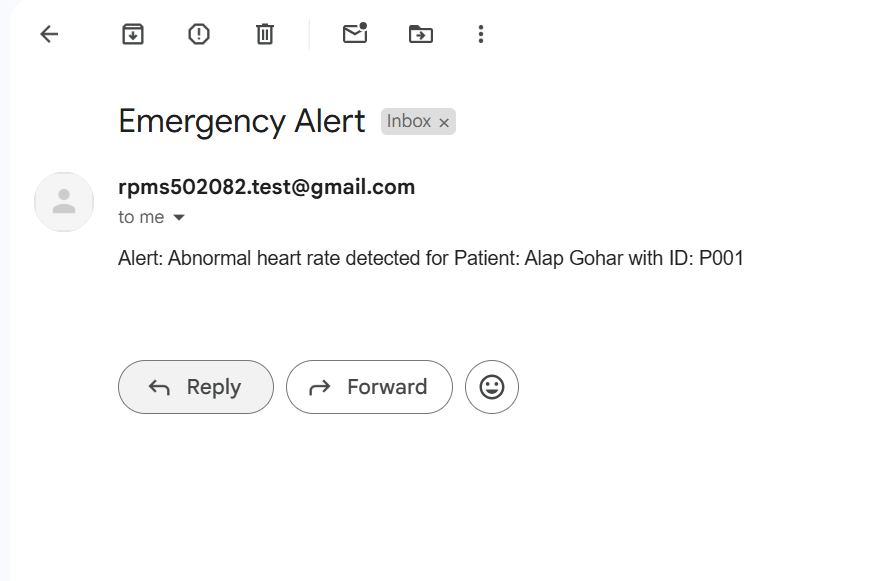 Emergency Alert Inbox ×
rpms502082.test@gmail.com
to me
Alert: Abnormal heart rate detected for Patient: Alap Gohar with ID: P001
Reply Forward